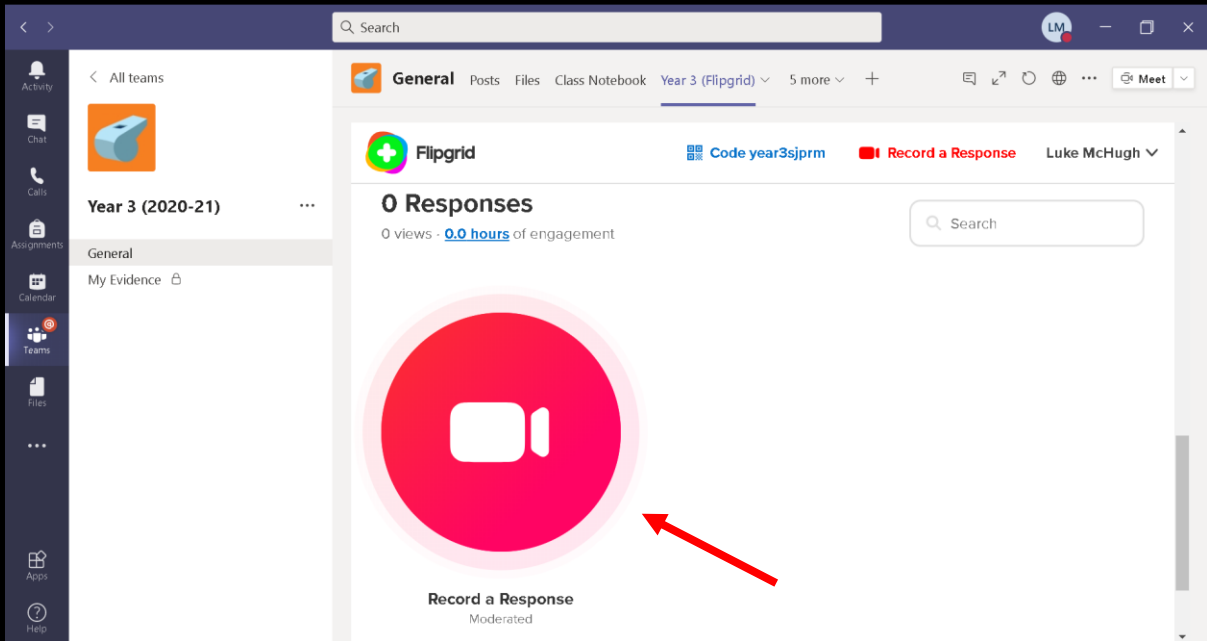 Search
LM
Activity
Chat
Calls
Assignments
Calendar
Teams
Files
Apps
Help
All teams
Year 3 (2020-21)
General
My Evidence
General Posts Files Class Notebook Year 3 (Flipgrid) 5 more Meet
Flipgrid Code year3sjprm Record a Response Luke McHugh
0 Responses
0 views · 0.0 hours of engagement
Search
Record a Response
Moderated